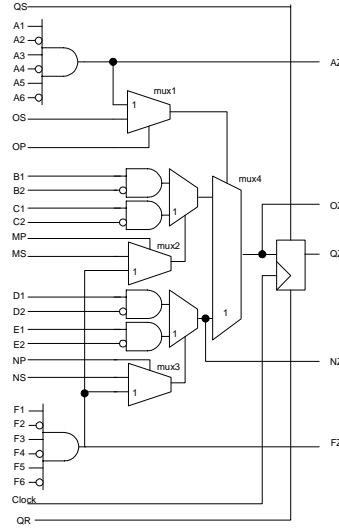 QS
A1
A2
A3
A4
A5
A6
AZ
OS
1
mux1
OP
mux4
B1
B2
C1
C2
1
OZ
MP
MS
mux2
1
QZ
D1
D2
E1
E2
1
1
NP
NS
mux3
1
NZ
F1
F2
F3
F4
F5
F6
FZ
Clock
QR